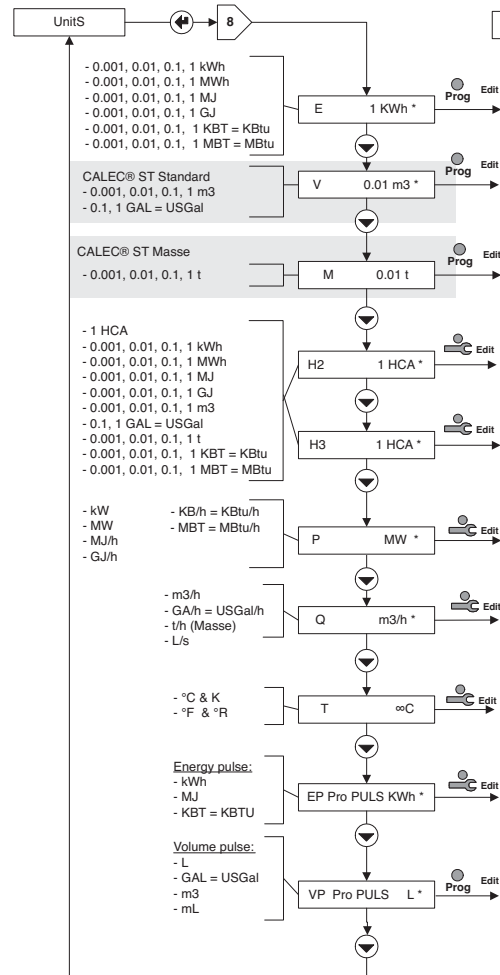 UnitS
8
- 0.001, 0.01, 0.1, 1 kWh
- 0.001, 0.01, 0.1, 1 MWh
- 0.001, 0.01, 0.1, 1 MJ
- 0.001, 0.01, 0.1, 1 GJ
- 0.001, 0.01, 0.1,  1 KBT = KBtu
- 0.001, 0.01, 0.1,  1 MBT = MBtu
E 1 KWh *
Prog
Edit
CALEC® ST Standard
- 0.001, 0.01, 0.1, 1 m3
- 0.1, 1 GAL = USGal
V 0.01 m3 *
Prog
Edit
CALEC® ST Masse
- 0.001, 0.01, 0.1, 1 t
M 0.01 t
Prog
Edit
- 1 HCA
- 0.001, 0.01, 0.1, 1 kWh
- 0.001, 0.01, 0.1, 1 MWh
- 0.001, 0.01, 0.1, 1 MJ
- 0.001, 0.01, 0.1, 1 GJ
- 0.001, 0.01, 0.1, 1 m3
- 0.1, 1 GAL = USGal
- 0.001, 0.01, 0.1, 1 t
- 0.001, 0.01, 0.1,  1 KBT = KBtu
- 0.001, 0.01, 0.1,  1 MBT = MBtu
H2 1 HCA *
Edit
H3 1 HCA *
Edit
- kW
- MW
- MJ/h
- GJ/h
- KB/h = KBtu/h
- MBT = MBtu/h
P MW *
Edit
- m3/h
- GA/h = USGal/h
- t/h (Masse)
- L/s
Q m3/h *
Edit
- °C & K
- °F & °R
T ∞C
Edit
Energy pulse:
- kWh
- MJ
- KBT = KBTU
EP Pro PULS KWh *
Edit
Volume pulse:
- L
- GAL = USGal
- m3
- mL
VP Pro PULS L *
Prog
Edit